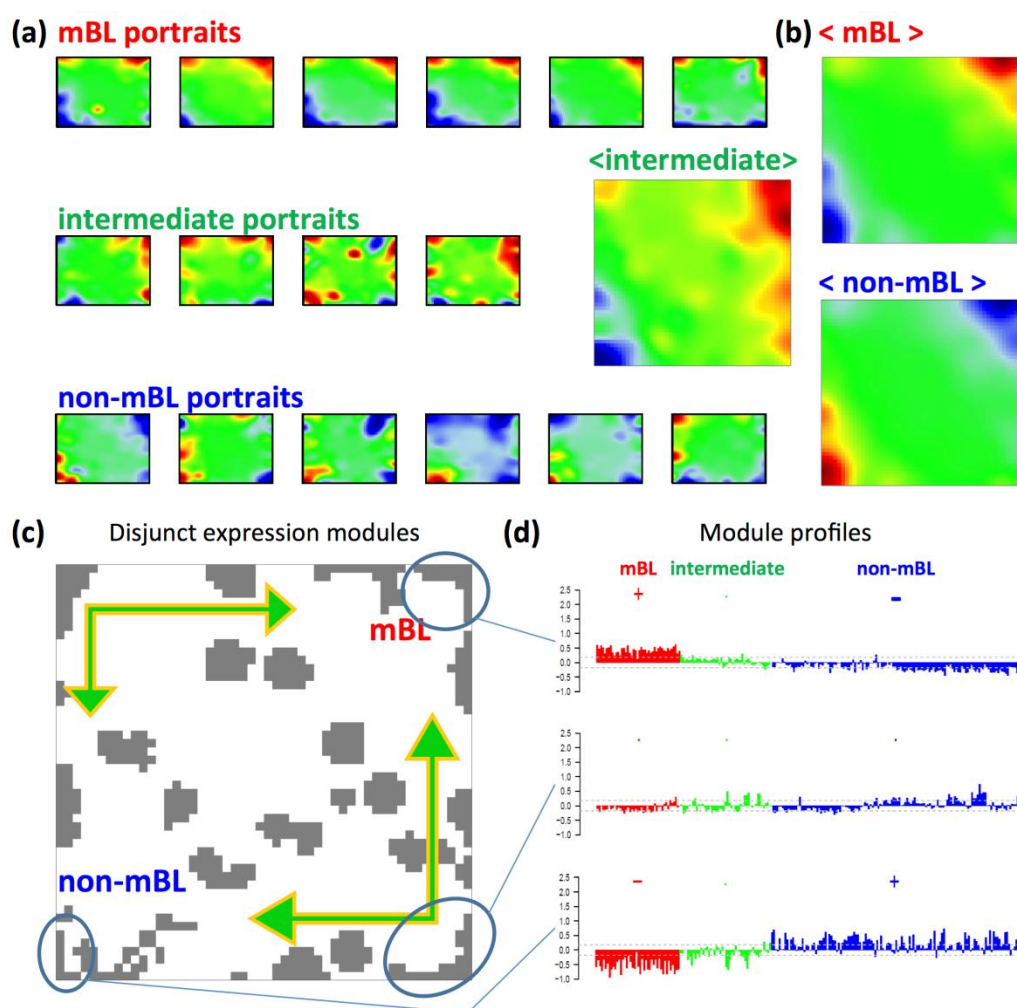 (a) mBL portraits
(b) < mBL >
<intermediate>
intermediate portraits
< non-mBL >
non-mBL portraits
(c) Disjunct expression modules
mBL
non-mBL
(d) Module profiles
mBL intermediate non-mBL
+ · -
2.5
2.0
1.5
1.0
0.5
0.0
-0.5
-1.0
· · ·
2.5
2.0
1.5
1.0
0.5
0.0
-0.5
-1.0
- · +
2.5
2.0
1.5
1.0
0.5
0.0
-0.5
-1.0